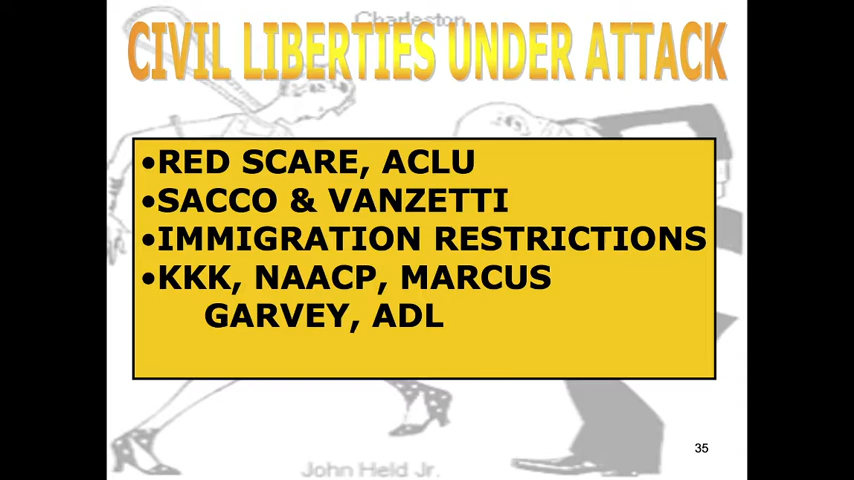 Charleston
CIVIL LIBERTIES UNDER ATTACK
•RED SCARE, ACLU
•SACCO & VANZETTI
•IMMIGRATION RESTRICTIONS
•KKK, NAACP, MARCUS
GARVEY, ADL
35
John Held Jr.